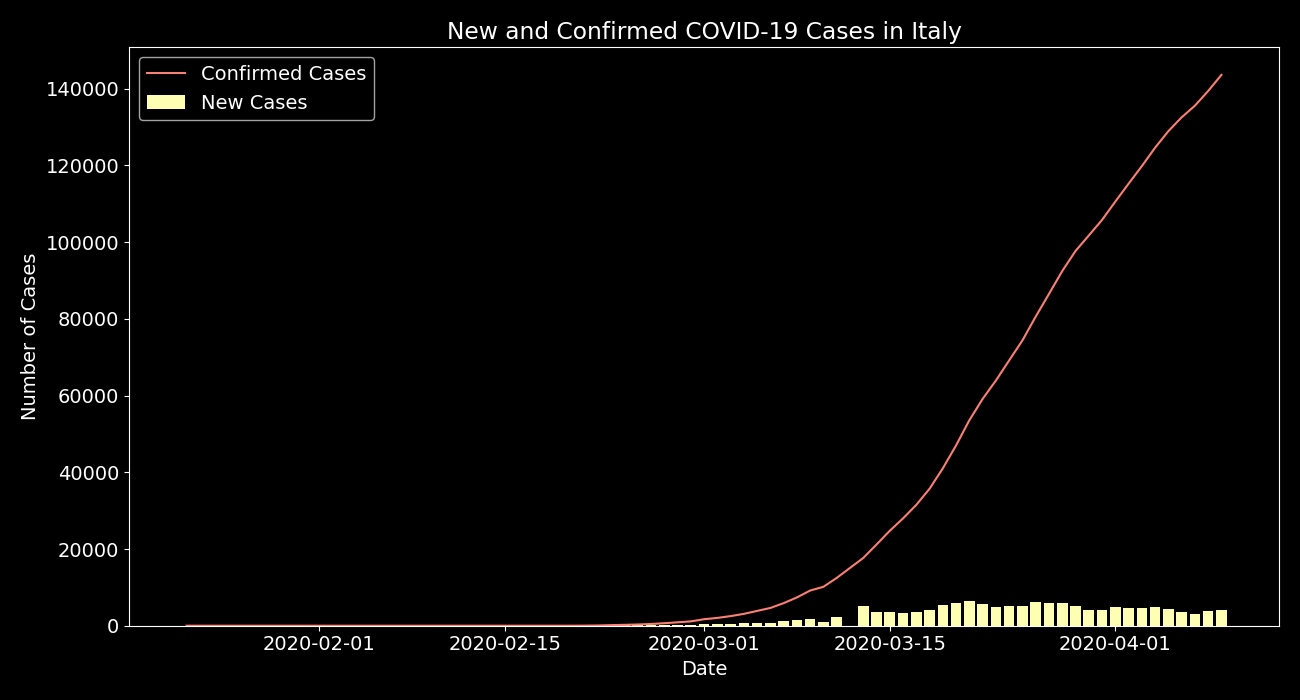 New and Confirmed COVID-19 Cases in Italy
Confirmed Cases
New Cases
140000
120000
100000
80000
60000
40000
20000
0
Number of Cases
2020-02-01 2020-02-15 2020-03-01 2020-03-15 2020-04-01
Date